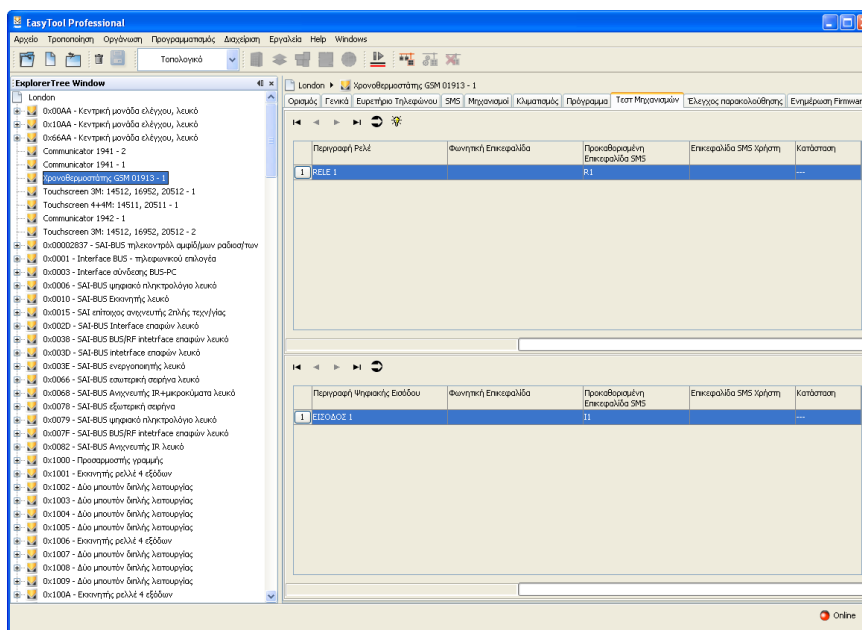 EasyTool Professional
Αρχείο Τροποποίηση Οργάνωση Προγραμματισμός Διαχείριση Εργαλεία Help Windows
Τοπολογικό
ExplorerTree Window
London
0x00AA - Κεντρική μονάδα ελέγχου, λευκό
0x10AA - Κεντρική μονάδα ελέγχου, λευκό
0x66AA - Κεντρική μονάδα ελέγχου, λευκό
Communicator 1941 - 2
Communicator 1941 - 1
Χρονοθερμοστάτης GSM 01913 - 1
Touchscreen 3M: 14512, 16952, 20512 - 1
Touchscreen 4+4M: 14511, 20511 - 1
Communicator 1942 - 1
Touchscreen 3M: 14512, 16952, 20512 - 2
0x00002837 - SAI-BUS τηλεκοντρόλ αμφίδ/μων ραδιοσ/των
0x0001 - Interface BUS - τηλεφωνικού επιλογέα
0x0003 - Interface σύνδεσης BUS-PC
0x0006 - SAI-BUS ψηφιακό πληκτρολόγιο λευκό
0x0010 - SAI-BUS Εκκινητής λευκό
0x0015 - SAI επίτοιχος ανιχνευτής 2πλής τεχν/γίας
0x002D - SAI-BUS Interface επαφών λευκό
0x0038 - SAI-BUS BUS/RF intetrface επαφών λευκό
0x003D - SAI-BUS intetrface επαφών λευκό
0x003E - SAI-BUS ενεργοποιητής λευκό
0x0066 - SAI-BUS εσωτερική σειρήνα λευκό
0x0068 - SAI-BUS Ανιχνευτής IR+μικροκύματα λευκό
0x0078 - SAI-BUS εξωτερική σειρήνα
0x0079 - SAI-BUS ψηφιακό πληκτρολόγιο λευκό
0x007F - SAI-BUS BUS/RF intetrface επαφών λευκό
0x0082 - SAI-BUS Ανιχνευτής IR λευκό
0x1000 - Προσαρμοστής γραμμής
0x1001 - Εκκινητής ρελλέ 4 εξόδων
0x1002 - Δύο μπουτόν διπλής λειτουργίας
0x1003 - Δύο μπουτόν διπλής λειτουργίας
0x1004 - Δύο μπουτόν διπλής λειτουργίας
0x1005 - Δύο μπουτόν διπλής λειτουργίας
0x1006 - Εκκινητής ρελλέ 4 εξόδων
0x1007 - Δύο μπουτόν διπλής λειτουργίας
0x1008 - Δύο μπουτόν διπλής λειτουργίας
0x1009 - Δύο μπουτόν διπλής λειτουργίας
0x100A - Εκκινητής ρελλέ 4 εξόδων
London Χρονοθερμοστάτης GSM 01913 - 1
Ορισμός Γενικά Ευρετήριο Τηλεφώνου SMS Μηχανισμοί Κλιματισμός Πρόγραμμα Τεστ Μηχανισμών Έλεγχος παρακολούθησης Ενημέρωση Firmwar
Περιγραφή Ρελέ Φωνητική Επικεφαλίδα Προκαθορισμένη Επικεφαλίδα SMS Χρήστη Κατάσταση
Επικεφαλίδα SMS
1 RELE 1 R1 ---
Περιγραφή Ψηφιακής Εισόδου Φωνητική Επικεφαλίδα Προκαθορισμένη Επικεφαλίδα SMS Χρήστη Κατάσταση
Επικεφαλίδα SMS
1 ΕΙΣΟΔΟΣ 1 I1 ---
Online